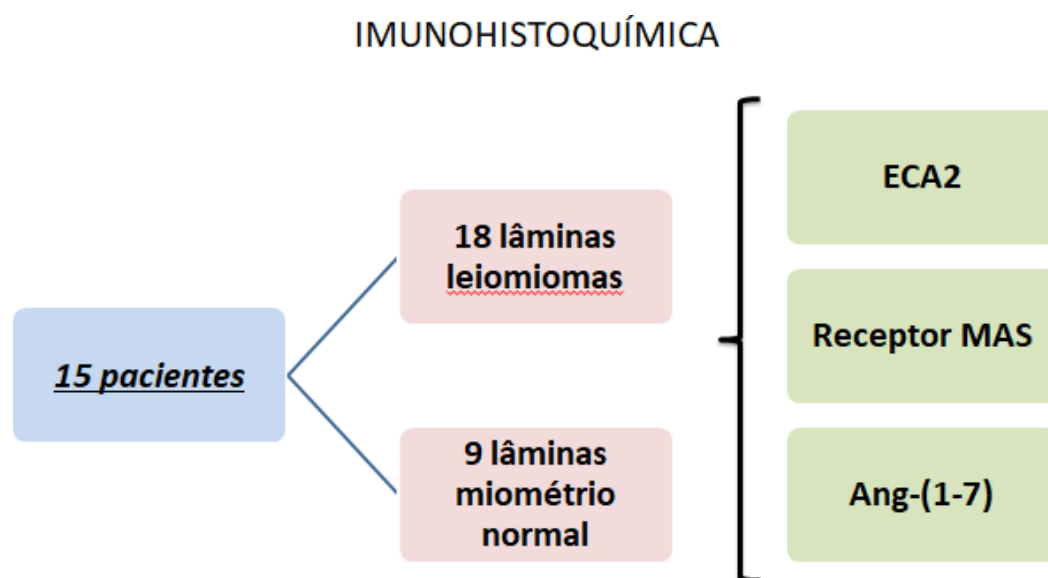 IMUNOHISTOQUÍMICA
15 pacientes
18 lâminas
leiomiomas
9 lâminas
miométrio
normal
ECA2
Receptor MAS
Ang-(1-7)